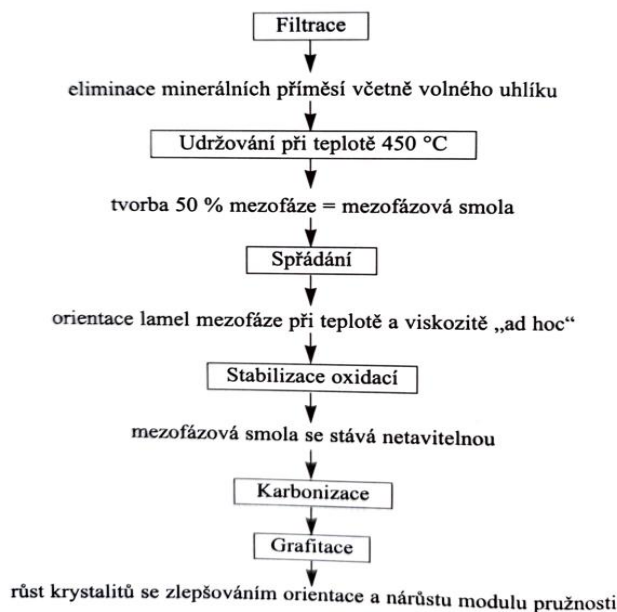 Filtrace
eliminace minerálních příměsí včetně volného uhlíku
Udržování při teplotě 450 °C
tvorba 50 % mezofáze = mezofázová smola
Spřádání
orientace lamel mezofáze při teplotě a viskozitě „ad hoc“
Stabilizace oxidací
mezofázová smola se stává netavitelnou
Karbonizace
Grafitace
růst krystalitů se zlepšováním orientace a nárůstu modulu pružnosti